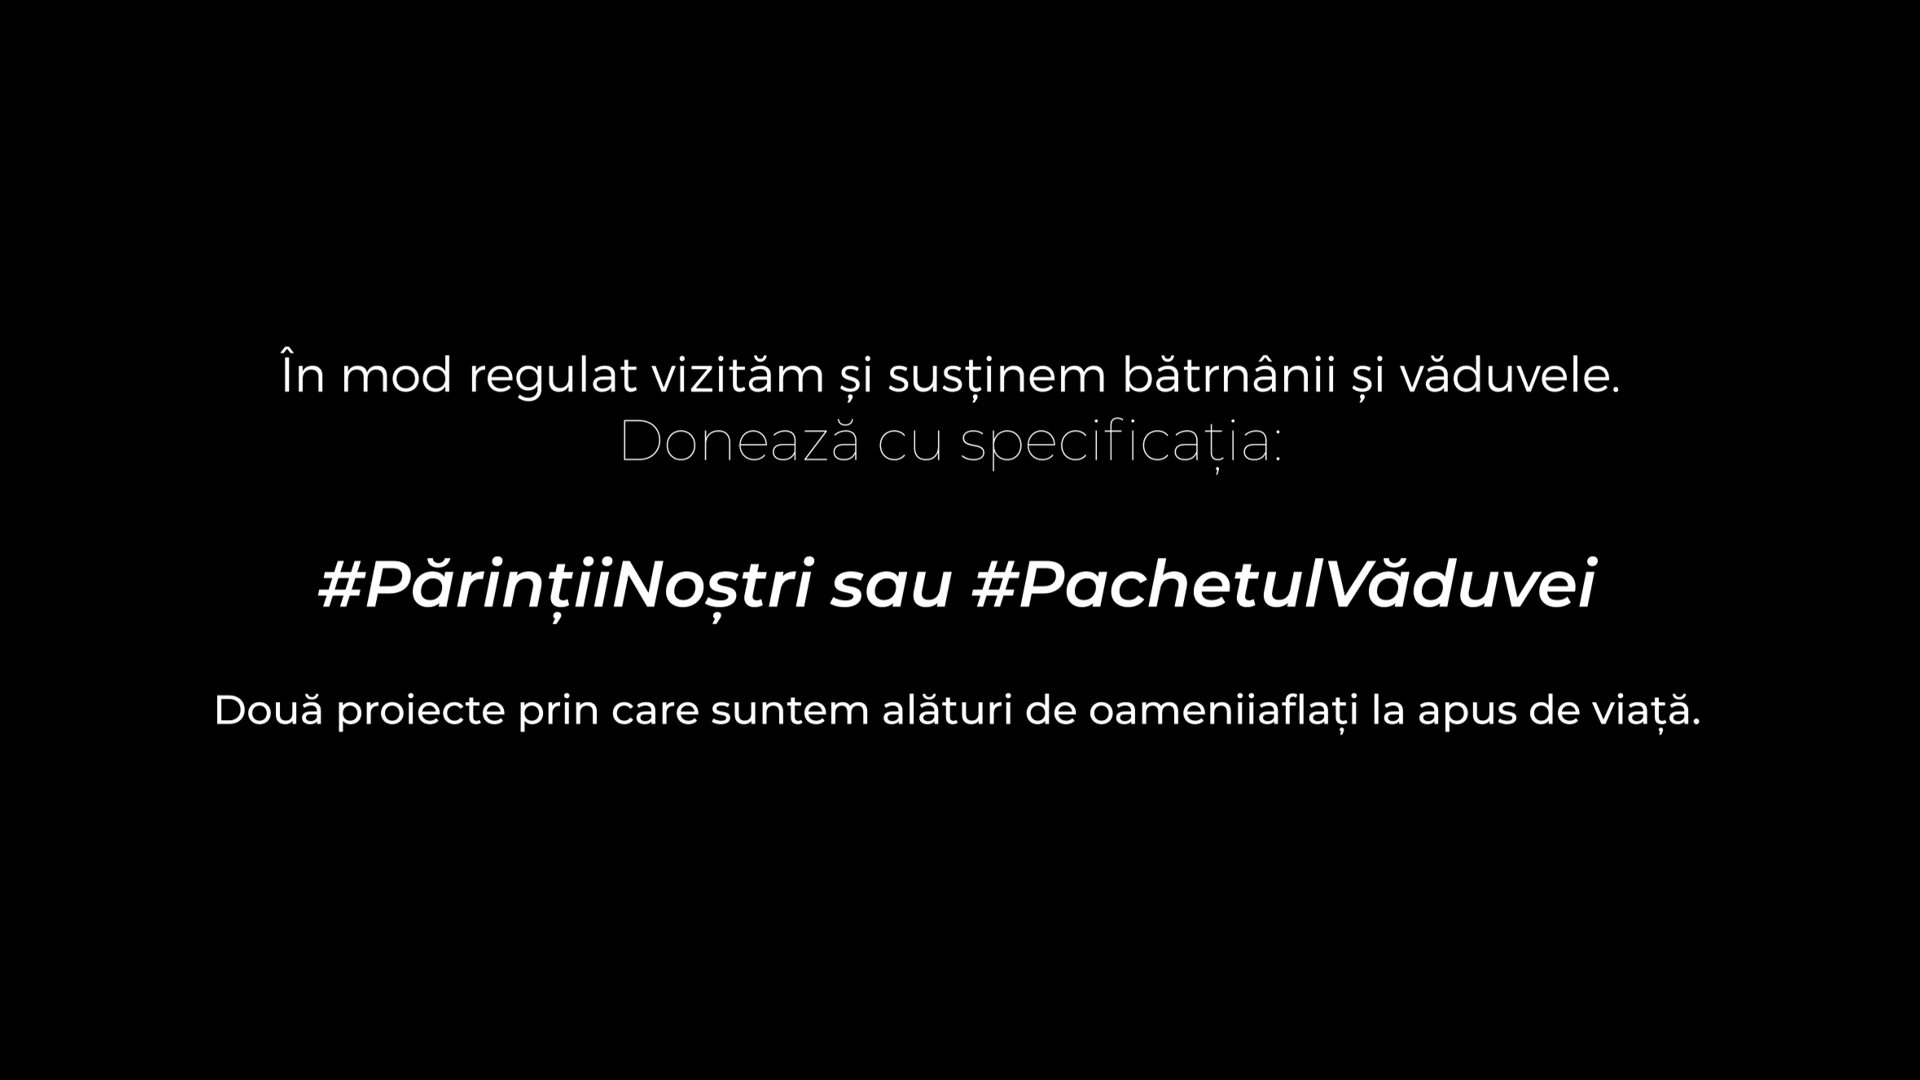 În mod regulat vizităm și susținem bătrnânii și văduvele.
Donează cu specificația:
#PărințiiNoștri sau #PachetulVăduvei
Două proiecte prin care suntem alături de oameniiaflați la apus de viață.